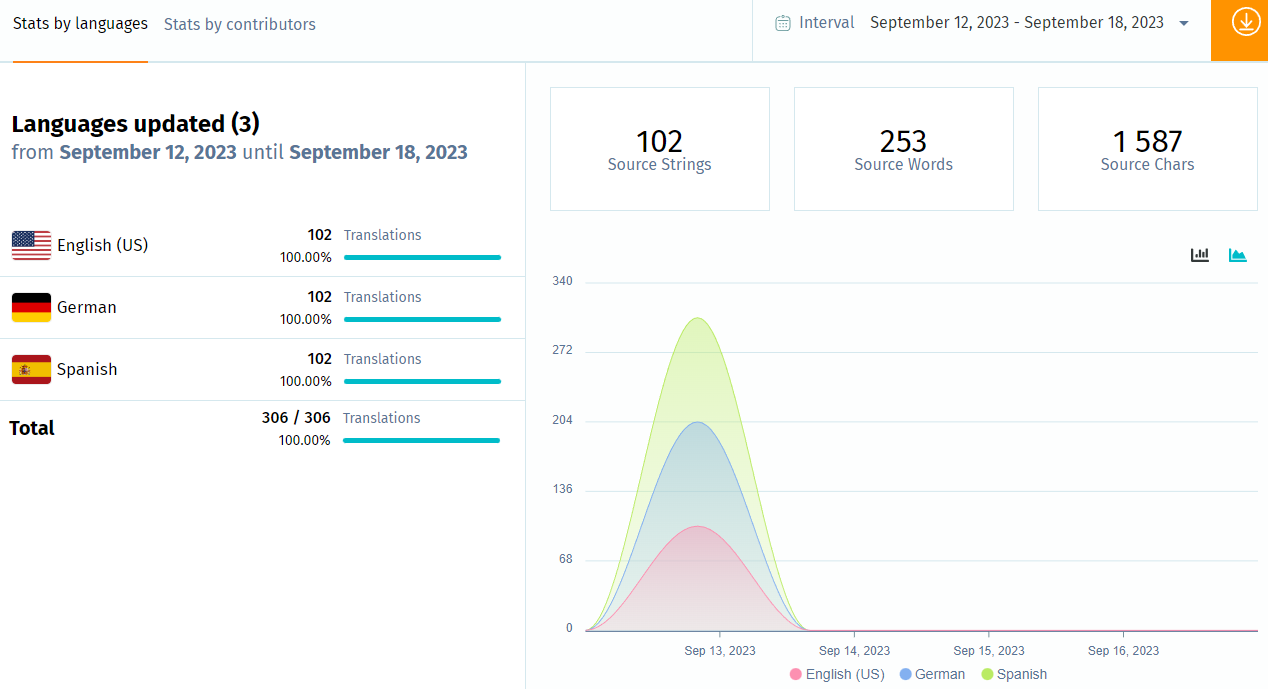 Stats by languages Stats by contributors
Interval September 12, 2023 - September 18, 2023
Languages updated (3)
from September 12, 2023 until September 18, 2023
English (US) 102 Translations
100.00%
German 102 Translations
100.00%
Spanish 102 Translations
100.00%
Total 306 / 306 Translations
100.00%
102 253 1 587
Source Strings Source Words Source Chars
340
272
204
136
68
0
Sep 13, 2023 Sep 14, 2023 Sep 15, 2023 Sep 16, 2023
English (US) German Spanish